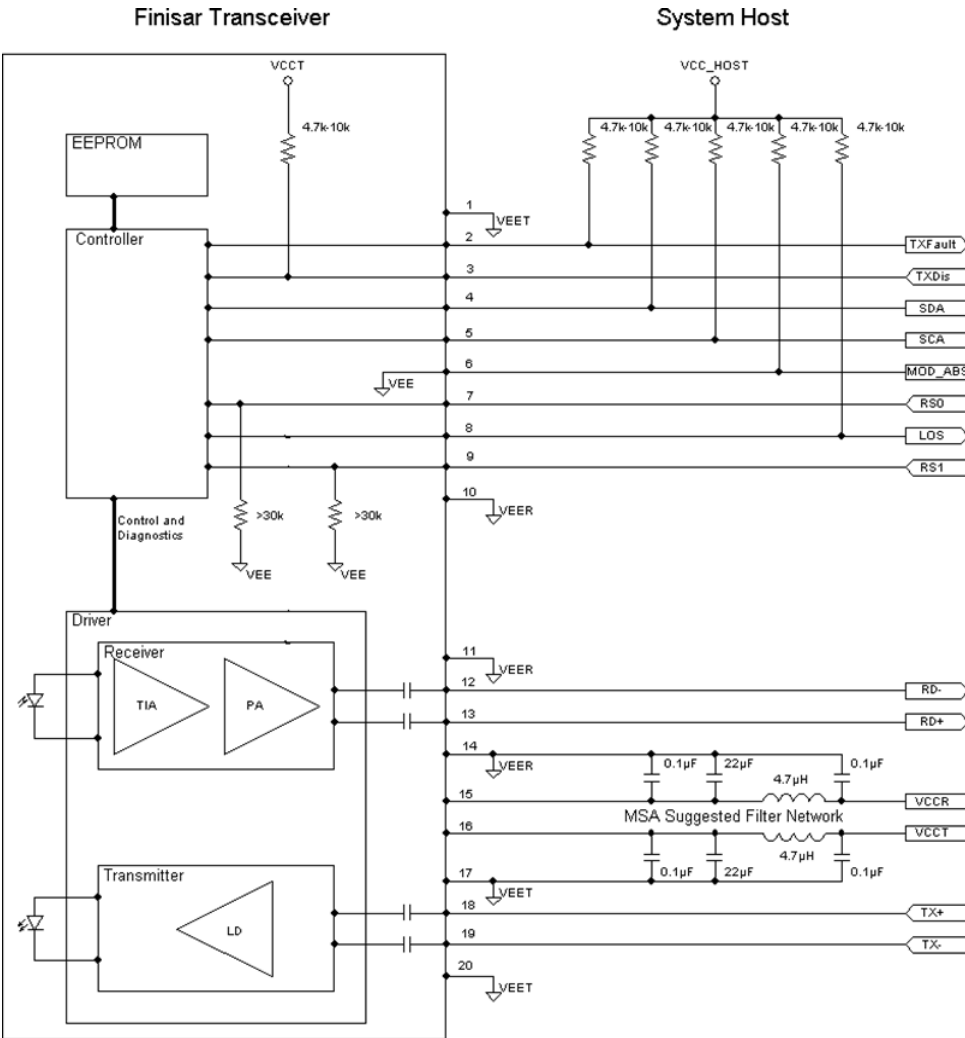 Finisar Transceiver System Host
VCCT
VCC_HOST
4.7k-10k
4.7k-10k 4.7k-10k 4.7k-10k 4.7k-10k 4.7k-10k
EEPROM
Controller
1
VEET
2
TXFault
3
TXDis
4
SDA
5
SCA
6
VEE
MOD_ABS
7
RS0
8
LOS
9
RS1
10
VEER
>30k
>30k
Control and
Diagnostics
VEE
VEE
Driver
Receiver
TIA
PA
11
VEER
12
RD-
13
RD+
14
VEER
0.1µF
22µF
4.7µH
0.1µF
15
VCCR
MSA Suggested Filter Network
16
VCCT
4.7µH
0.1µF
22µF
0.1µF
17
VEET
Transmitter
LD
18
TX+
19
TX-
20
VEET